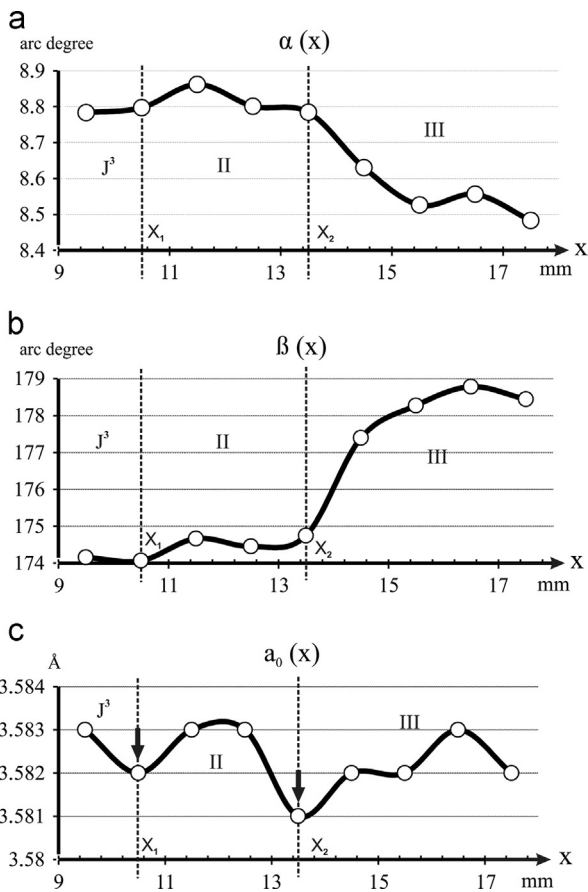 a
arc degree
α (x)
8.9
8.8
8.7
8.6
8.5
8.4
J³
II
III
X₁
X₂
9 11 13 15 17
mm
X
b
arc degree
ß (x)
179
178
177
176
175
174
J³
II
III
X₁
X₂
9 11 13 15 17
mm
X
c
Å
a₀ (x)
3.584
3.583
3.582
3.581
3.58
J³
II
III
X₁
X₂
9 11 13 15 17
mm
X